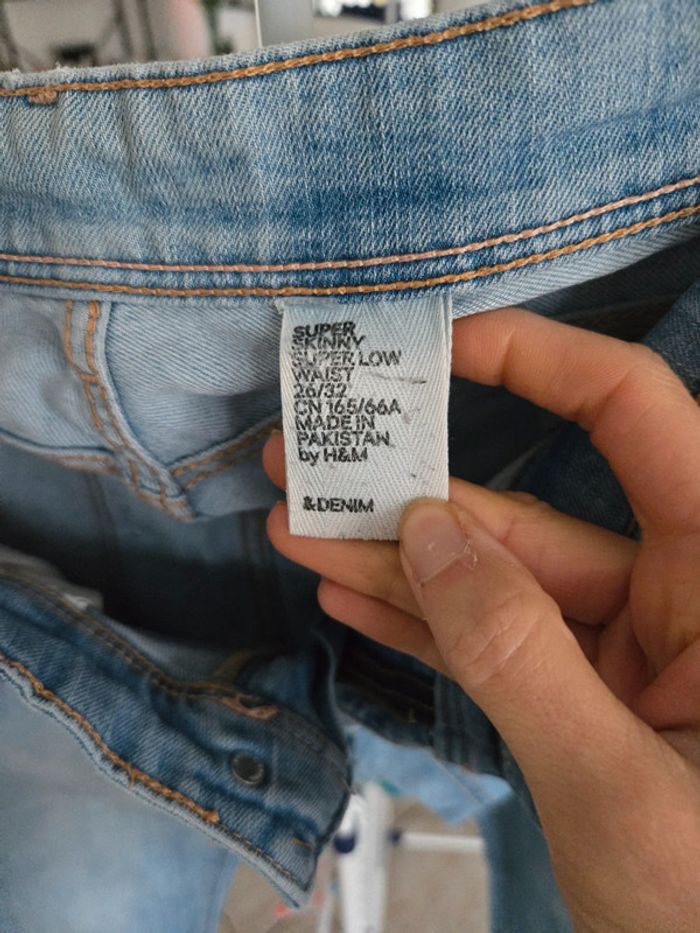 SUPER
SKINNY
SUPER LOW
WAIST
26/32
CN 165/66A
MADE IN
PAKISTAN
by H&M
&DENIM